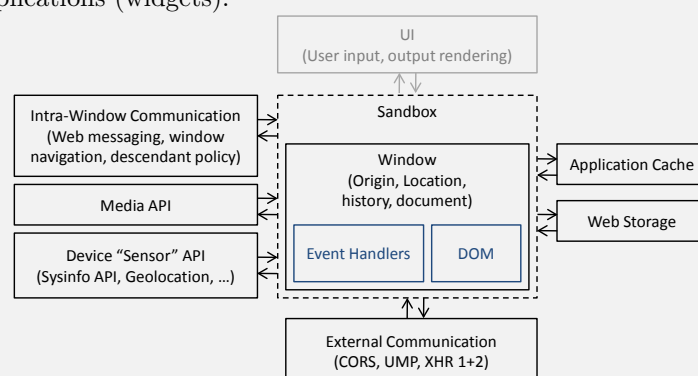 plications (widgets).
UI
(User input, output rendering)
Sandbox
Intra-Window Communication
(Web messaging, window
navigation, descendant policy)
Media API
Device “Sensor” API
(Sysinfo API, Geolocation, …)
Window
(Origin, Location,
history, document)
Event Handlers
DOM
Application Cache
Web Storage
External Communication
(CORS, UMP, XHR 1+2)